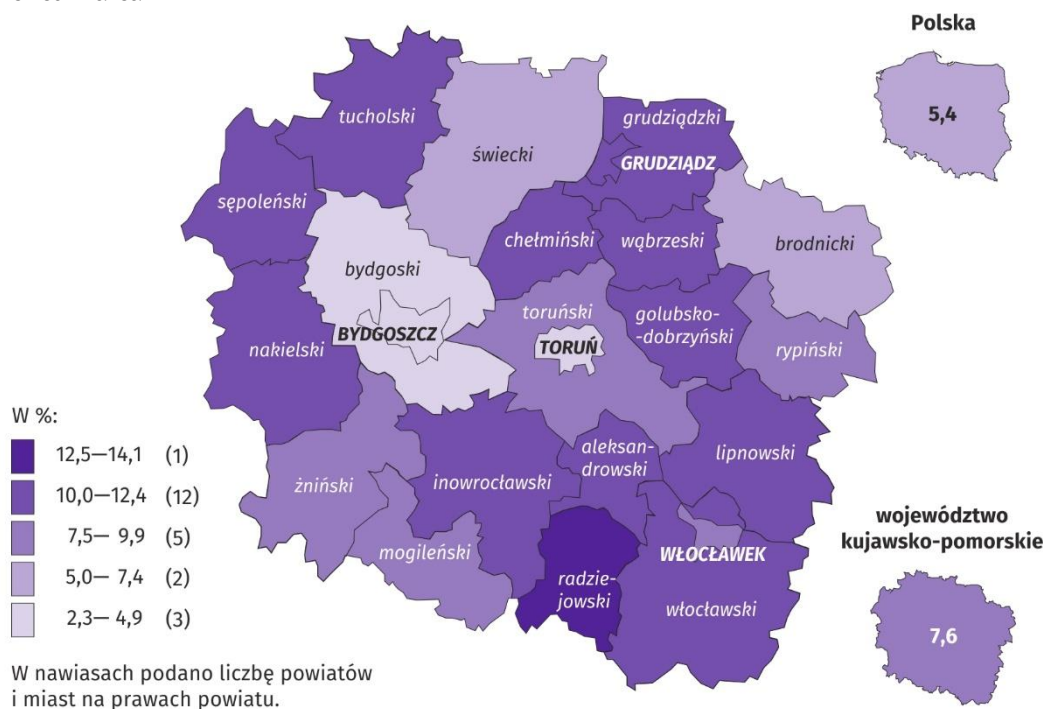 Polska
5,4
tucholski
świecki
grudziądzki
GRUDZIĄDZ
sępoleński
chełmiński
wąbrzeski
brodnicki
bydgoski
BYDGOSZCZ
toruński
TORUŃ
golubsko-
-dobrzyński
rypiński
nakielski
W %:
12,5—14,1 (1)
10,0—12,4 (12)
7,5— 9,9 (5)
5,0— 7,4 (2)
2,3— 4,9 (3)
żniński
inowrocławski
aleksan-
drowski
lipnowski
mogileński
radzie-
jowski
WŁOCŁAWEK
włocławski
województwo
kujawsko-pomorskie
7,6
W nawiasach podano liczbę powiatów
i miast na prawach powiatu.